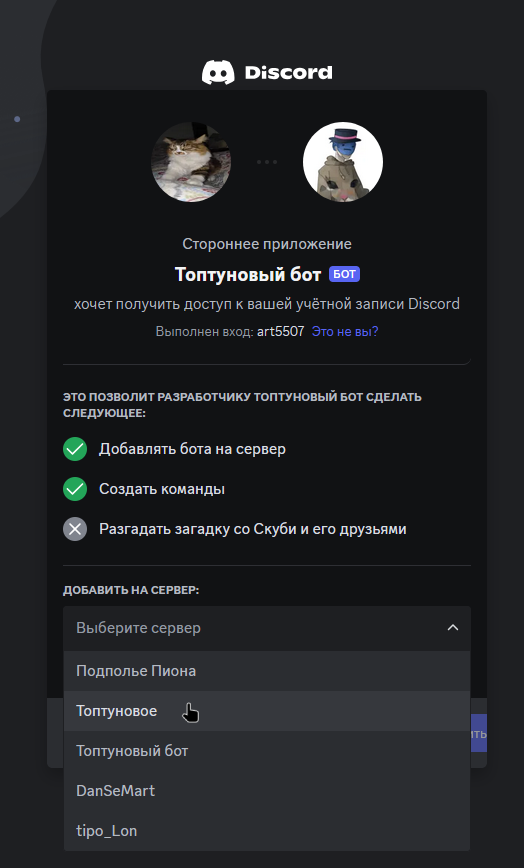 Discord
Стороннее приложение
Топтуновый бот БОТ
хочет получить доступ к вашей учётной записи Discord
Выполнен вход: art5507 Это не вы?
ЭТО ПОЗВОЛИТ РАЗРАБОТЧИКУ ТОПТУНОВЫЙ БОТ СДЕЛАТЬ
СЛЕДУЮЩЕЕ:
Добавлять бота на сервер
Создать команды
Разгадать загадку со Скуби и его друзьями
ДОБАВИТЬ НА СЕРВЕР:
Выберите сервер
Подполье Пиона
Топтуновое
Топтуновый бот
DanSeMart
tipo_Lon